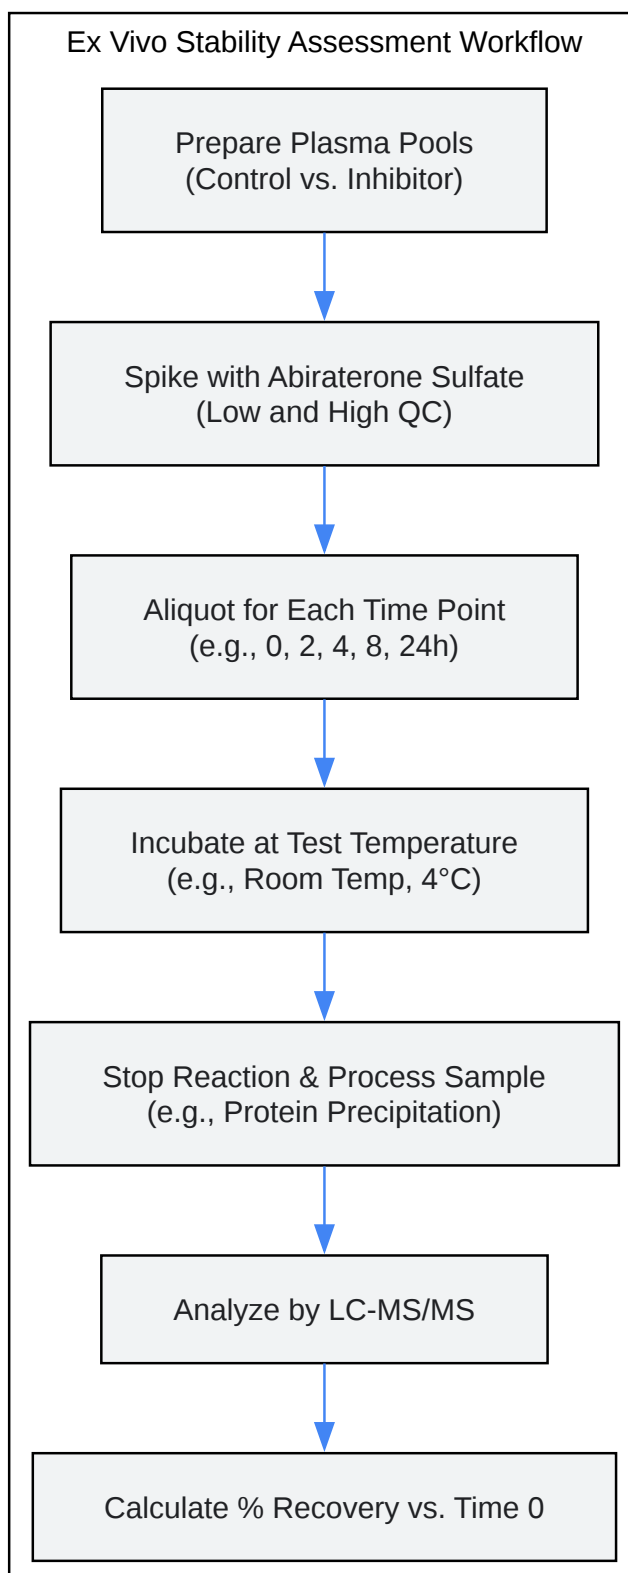 Ex Vivo Stability Assessment Workflow
Prepare Plasma Pools
(Control vs. Inhibitor)
Spike with Abiraterone Sulfate
(Low and High QC)
Aliquot for Each Time Point
(e.g., 0, 2, 4, 8, 24h)
Incubate at Test Temperature
(e.g., Room Temp, 4°C)
Stop Reaction & Process Sample
(e.g., Protein Precipitation)
Analyze by LC-MS/MS
Calculate % Recovery vs. Time 0